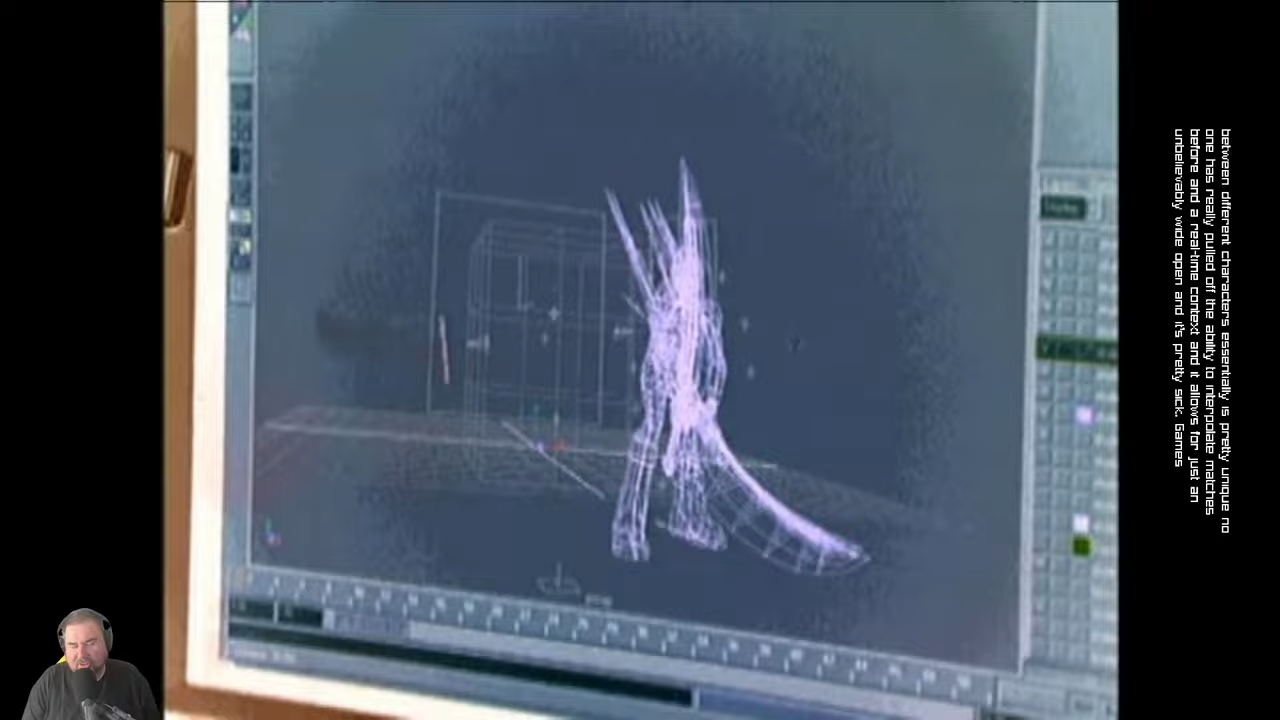 between different characters essentially is pretty unique no
one has really pulled off the ability to interpolate matches
before and a real-time context and it allows for just an
unbelievably wide open and it's pretty sick. Games